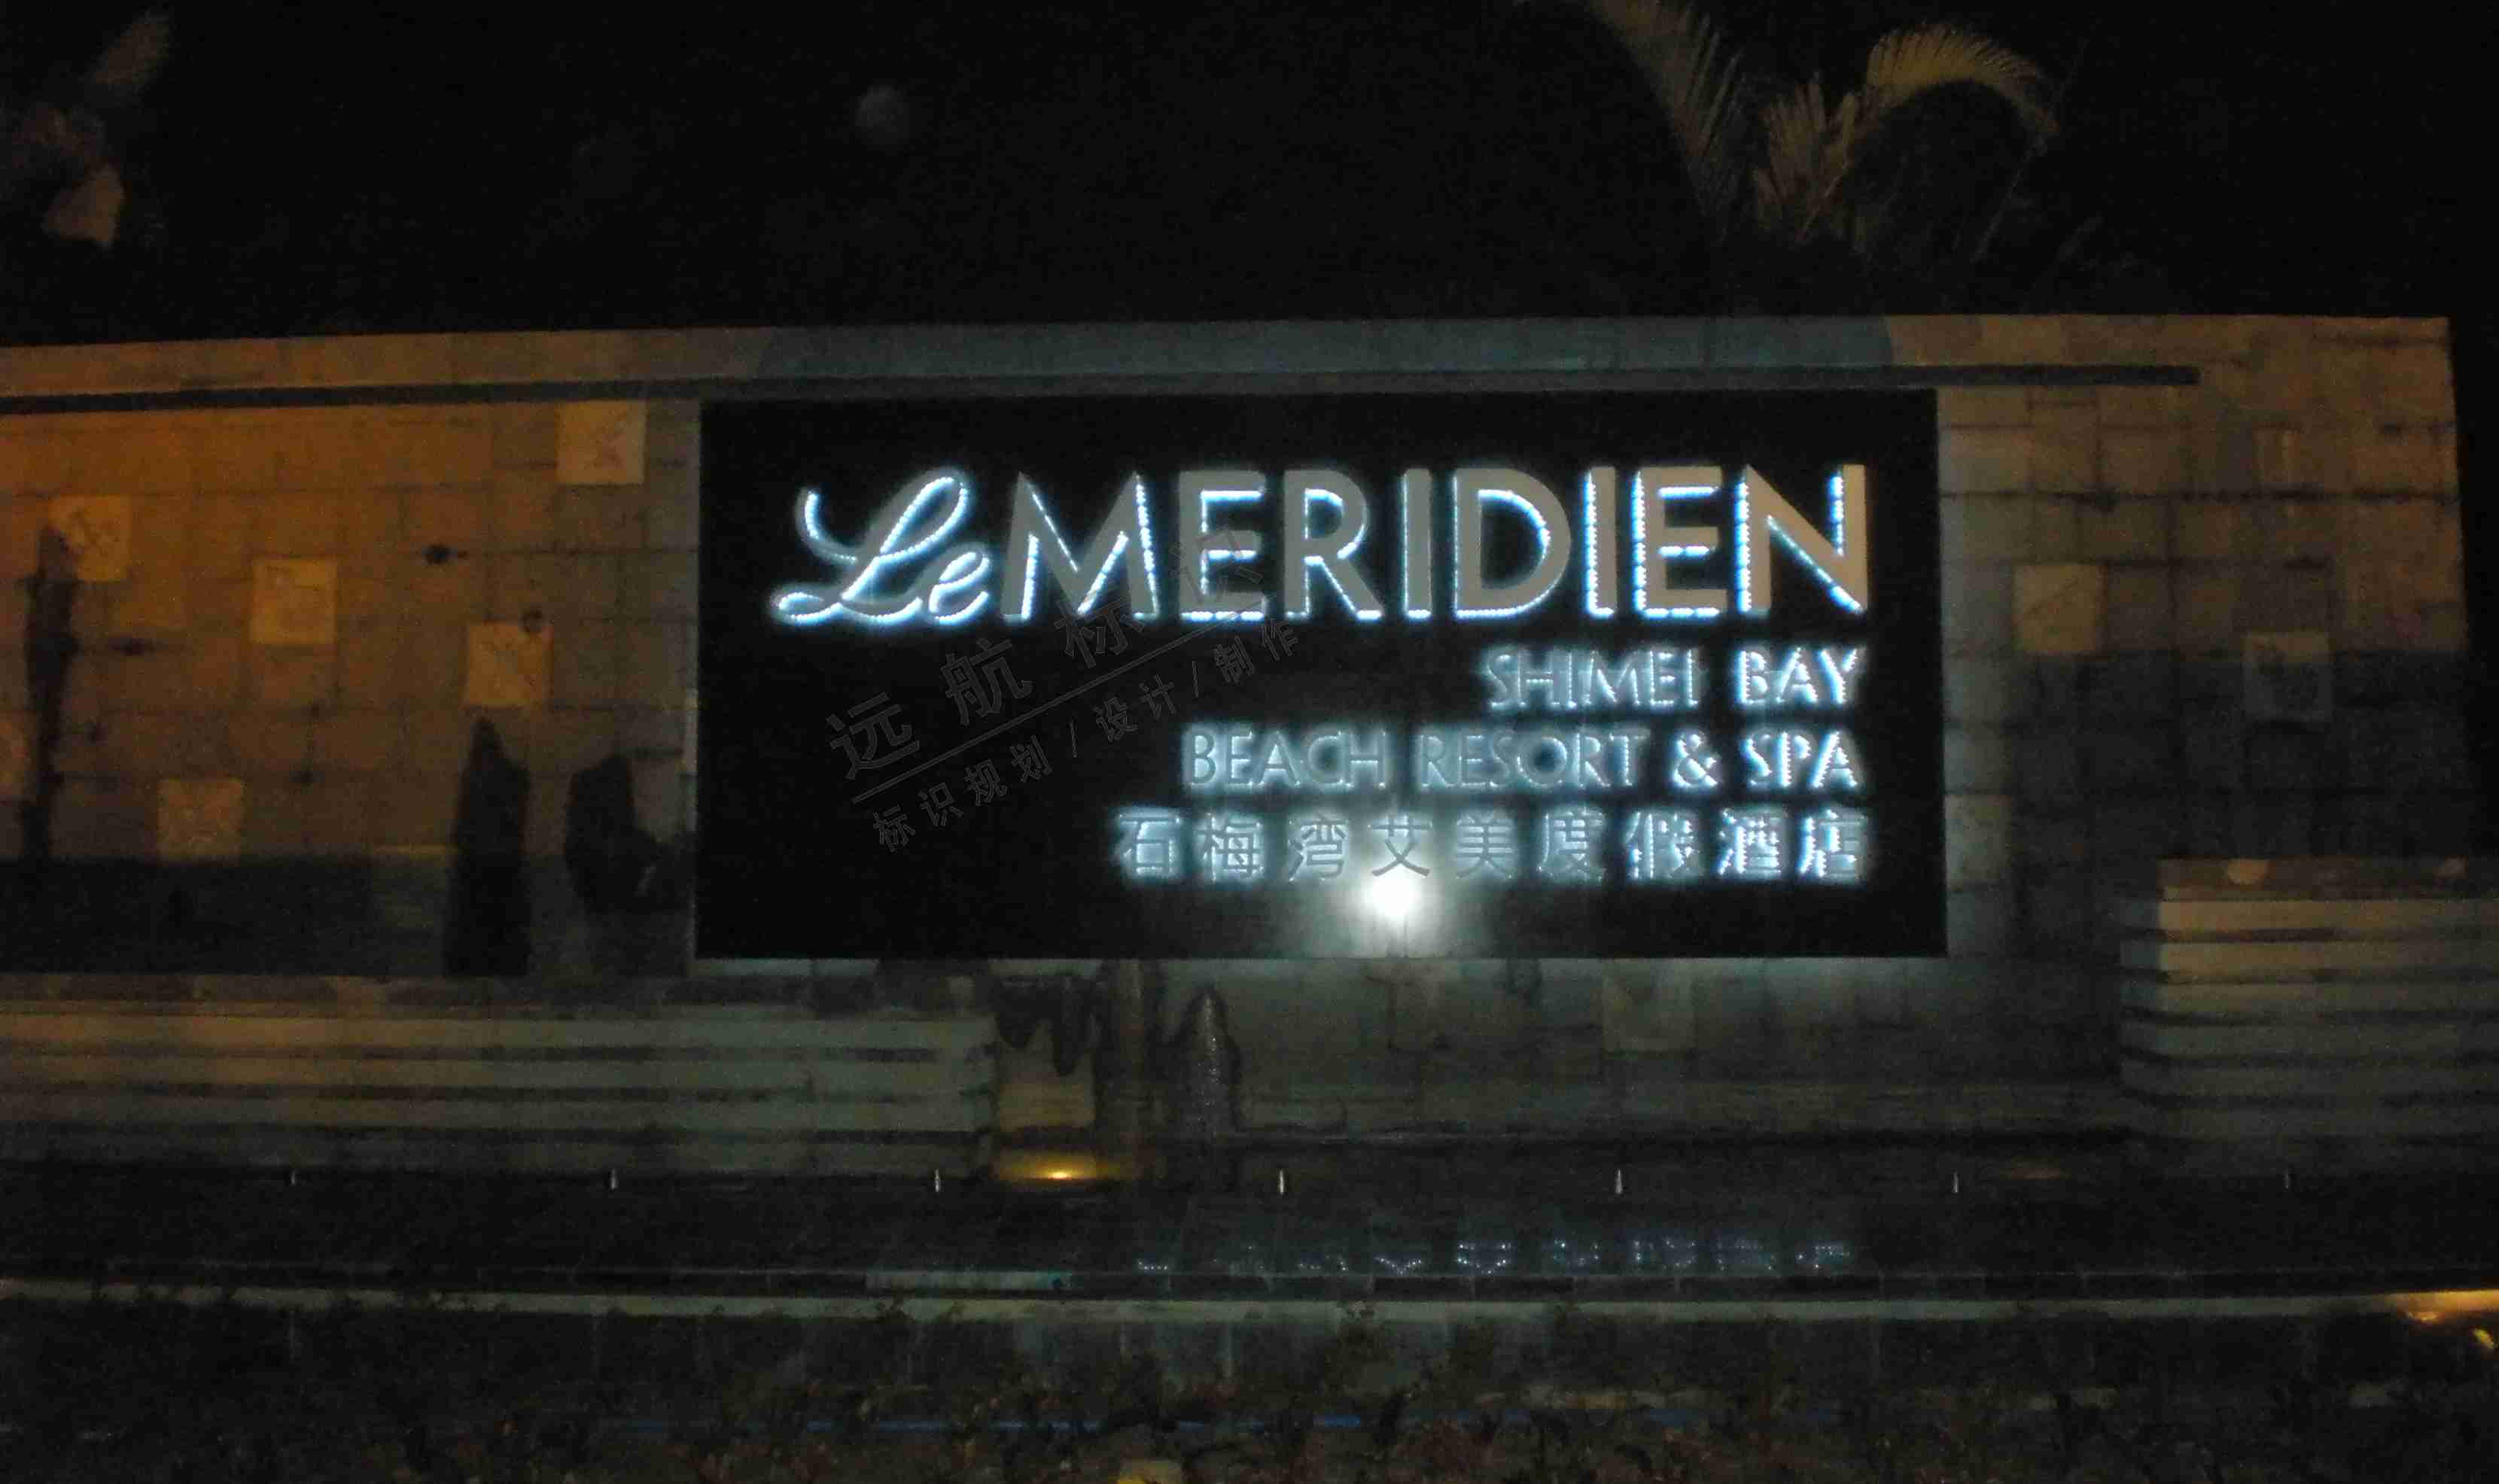 Le MERIDIEN
SHIMEI BAY
BEACH RESORT & SPA
石梅湾艾美度假酒店
远航标识
标识规划/设计/制作